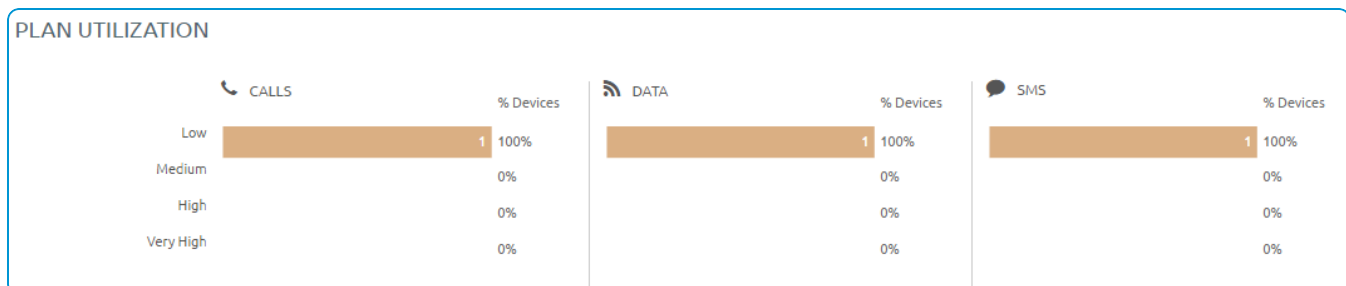 PLAN UTILIZATION
CALLS % Devices DATA % Devices SMS % Devices
Low 1 100% 1 100% 1 100%
Medium 0% 0% 0%
High 0% 0% 0%
Very High 0% 0% 0%